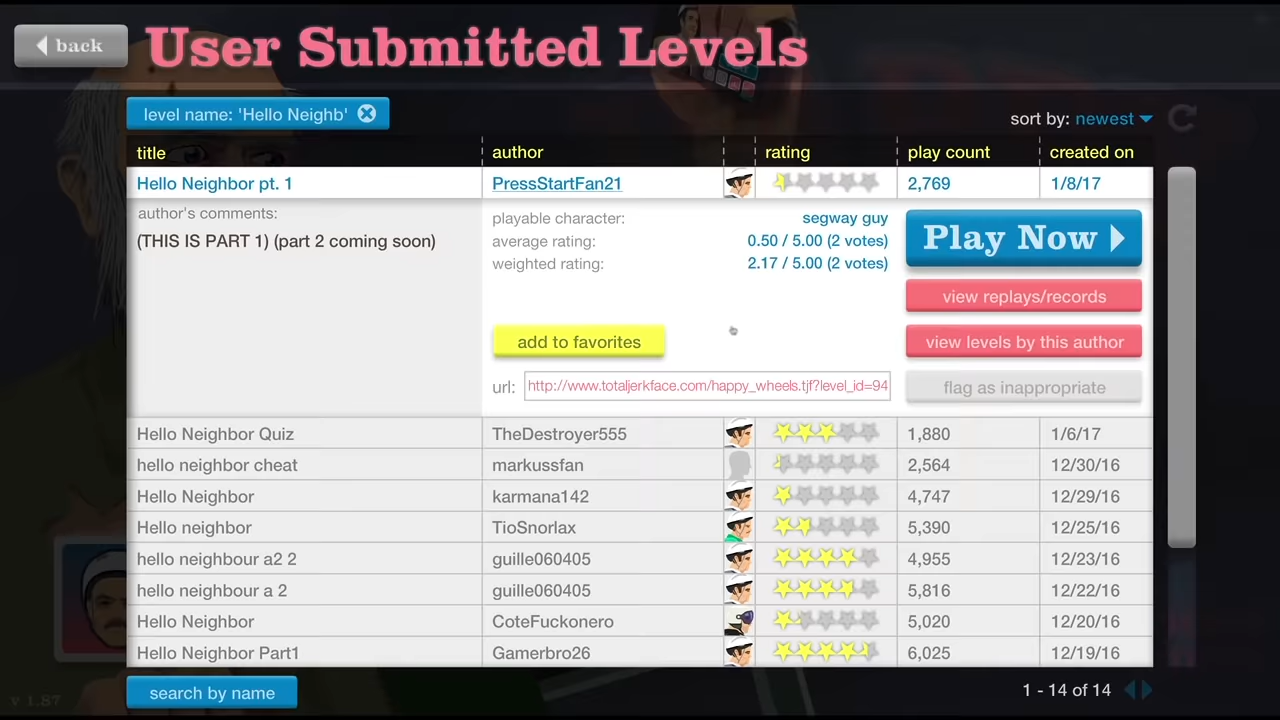 back
User Submitted Levels
level name: 'Hello Neighb'
sort by: newest
title author rating play count created on
Hello Neighbor pt. 1 PressStartFan21 2,769 1/8/17
author's comments:
(THIS IS PART 1) (part 2 coming soon)
playable character: segway guy
average rating: 0.50 / 5.00 (2 votes)
weighted rating: 2.17 / 5.00 (2 votes)
Play Now
view replays/records
add to favorites
view levels by this author
url: http://www.totaljerkface.com/happy_wheels.tjf?level_id=94
flag as inappropriate
Hello Neighbor Quiz TheDestroyer555 1,880 1/6/17
hello neighbor cheat markussfan 2,564 12/30/16
Hello Neighbor karmana142 4,747 12/29/16
Hello neighbor TioSnorlax 5,390 12/25/16
hello neighbour a2 2 guille060405 4,955 12/23/16
hello neighbour a 2 guille060405 5,816 12/22/16
Hello Neighbor CoteFuckonero 5,020 12/20/16
Hello Neighbor Part1 Gamerbro26 6,025 12/19/16
search by name
1 - 14 of 14
v 1.87